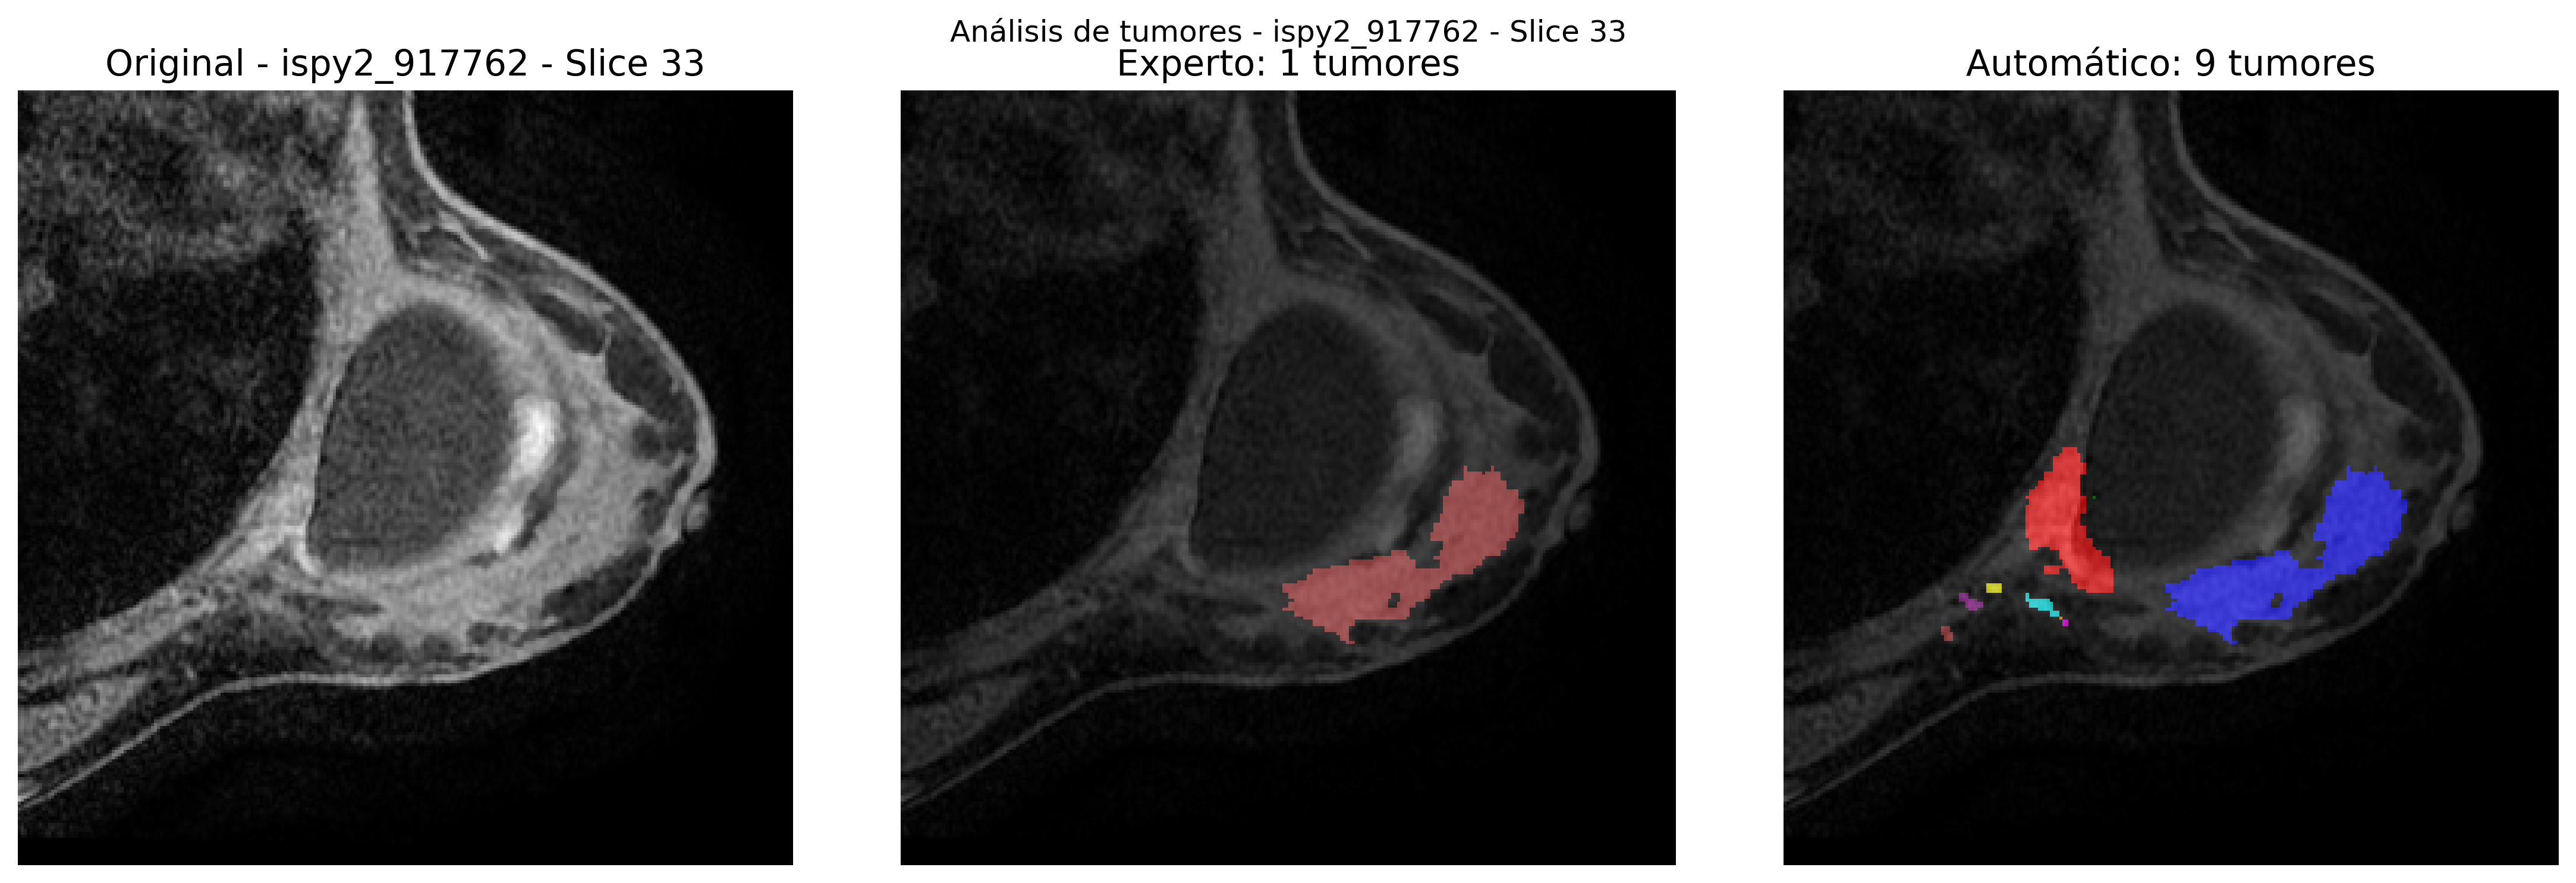 Análisis de tumores - ispy2_917762 - Slice 33
Original - ispy2_917762 - Slice 33
Experto: 1 tumores
Automático: 9 tumores